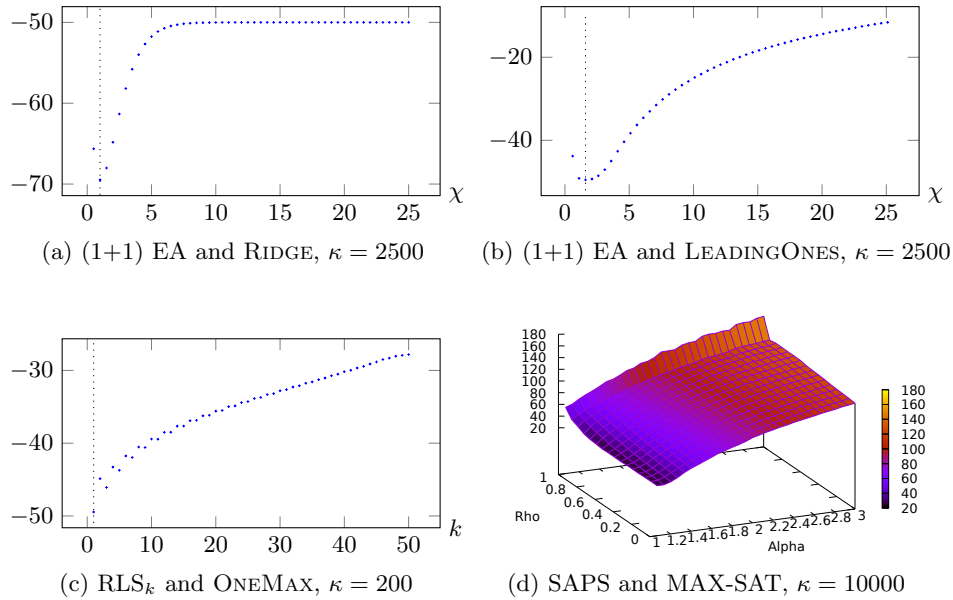 −50
−60
−70
0 5 10 15 20 25
χ
(a) (1+1) EA and RIDGE, κ = 2500
−20
−40
0 5 10 15 20 25
χ
(b) (1+1) EA and LEADINGONES, κ = 2500
−30
−40
−50
0 10 20 30 40 50
k
(c) RLSk and ONEMAX, κ = 200
180
160
140
120
100
80
60
40
20
1
0.8
0.6
0.4
0.2
0
Rho
1 1.2 1.4 1.6 1.8 2 2.2 2.4 2.6 2.8 3
Alpha
180
160
140
120
100
80
60
40
20
(d) SAPS and MAX-SAT, κ = 10000